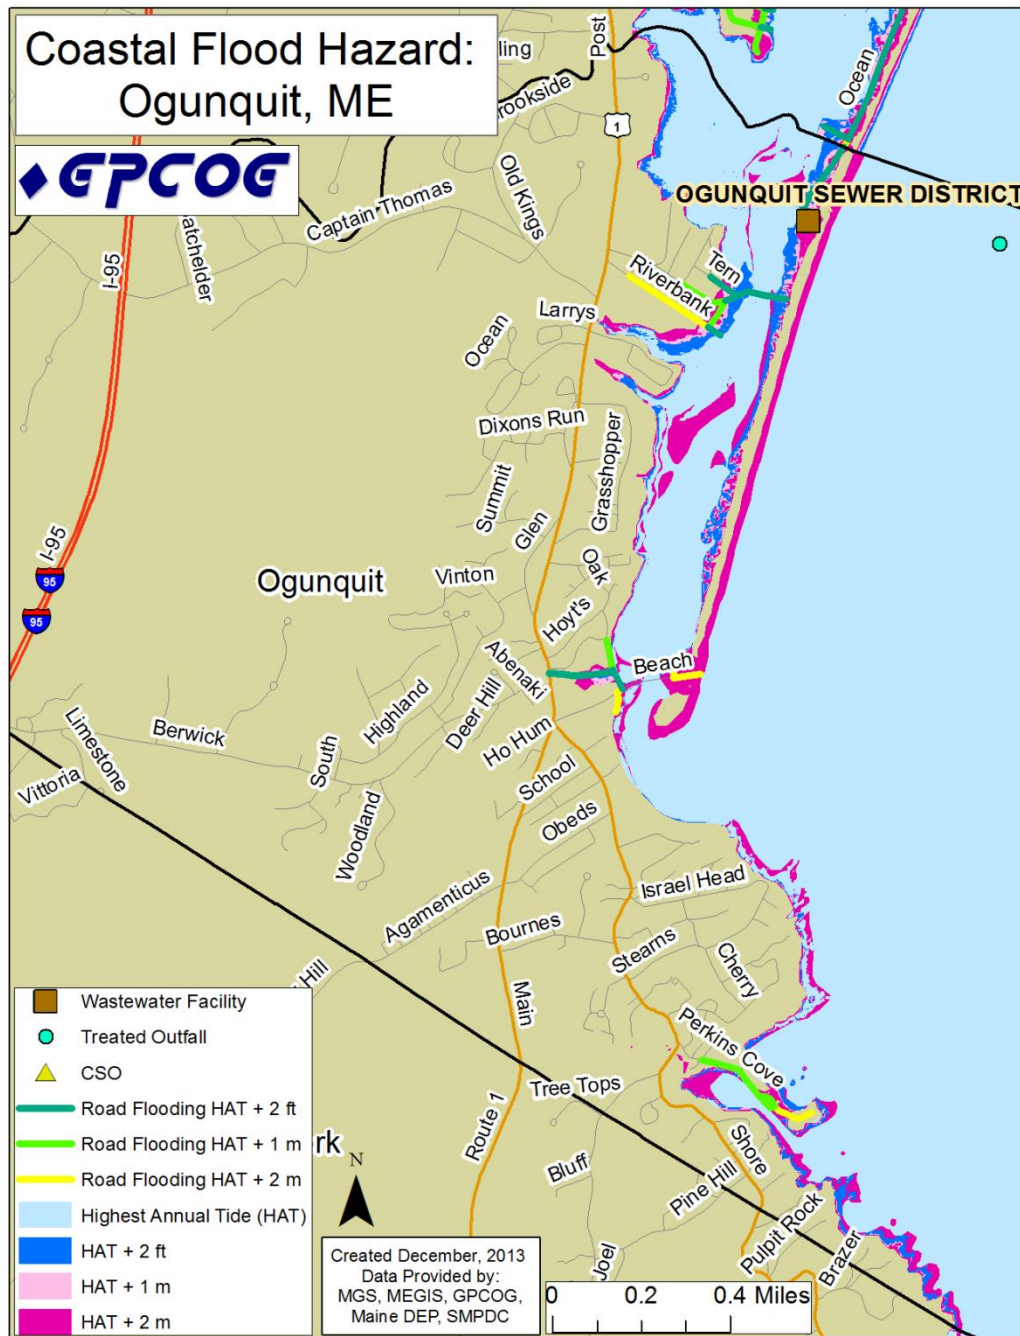 Coastal Flood Hazard:
Ogunquit, ME
GPCOG
ling
Post
Ocean
rookside
1
Old Kings
OGUNQUIT SEWER DISTRICT
Captain Thomas
atchelder
I-95
Tern
Riverbank
Larrys
Ocean
Dixons Run
Grasshopper
Summit
Glen
I-95
95
Oak
Ogunquit
Vinton
95
Hoyt's
Beach
Abenaki
Deer Hill
Highland
Berwick
Limestone
Ho Hum
South
Vittoria
School
Obeds
Woodland
Israel Head
Agamenticus
Bournes
Stearns
Cherry
Hill
Main
Perkins Cove
Tree Tops
Route 1
Shore
rk
Bluff
Pine Hill
Pulpit Rock
Brazer
Joel
Wastewater Facility
Treated Outfall
CSO
Road Flooding HAT + 2 ft
Road Flooding HAT + 1 m
Road Flooding HAT + 2 m
Highest Annual Tide (HAT)
HAT + 2 ft
HAT + 1 m
HAT + 2 m
N
Created December, 2013
Data Provided by:
MGS, MEGIS, GPCOG,
Maine DEP, SMPDC
0 0.2 0.4 Miles